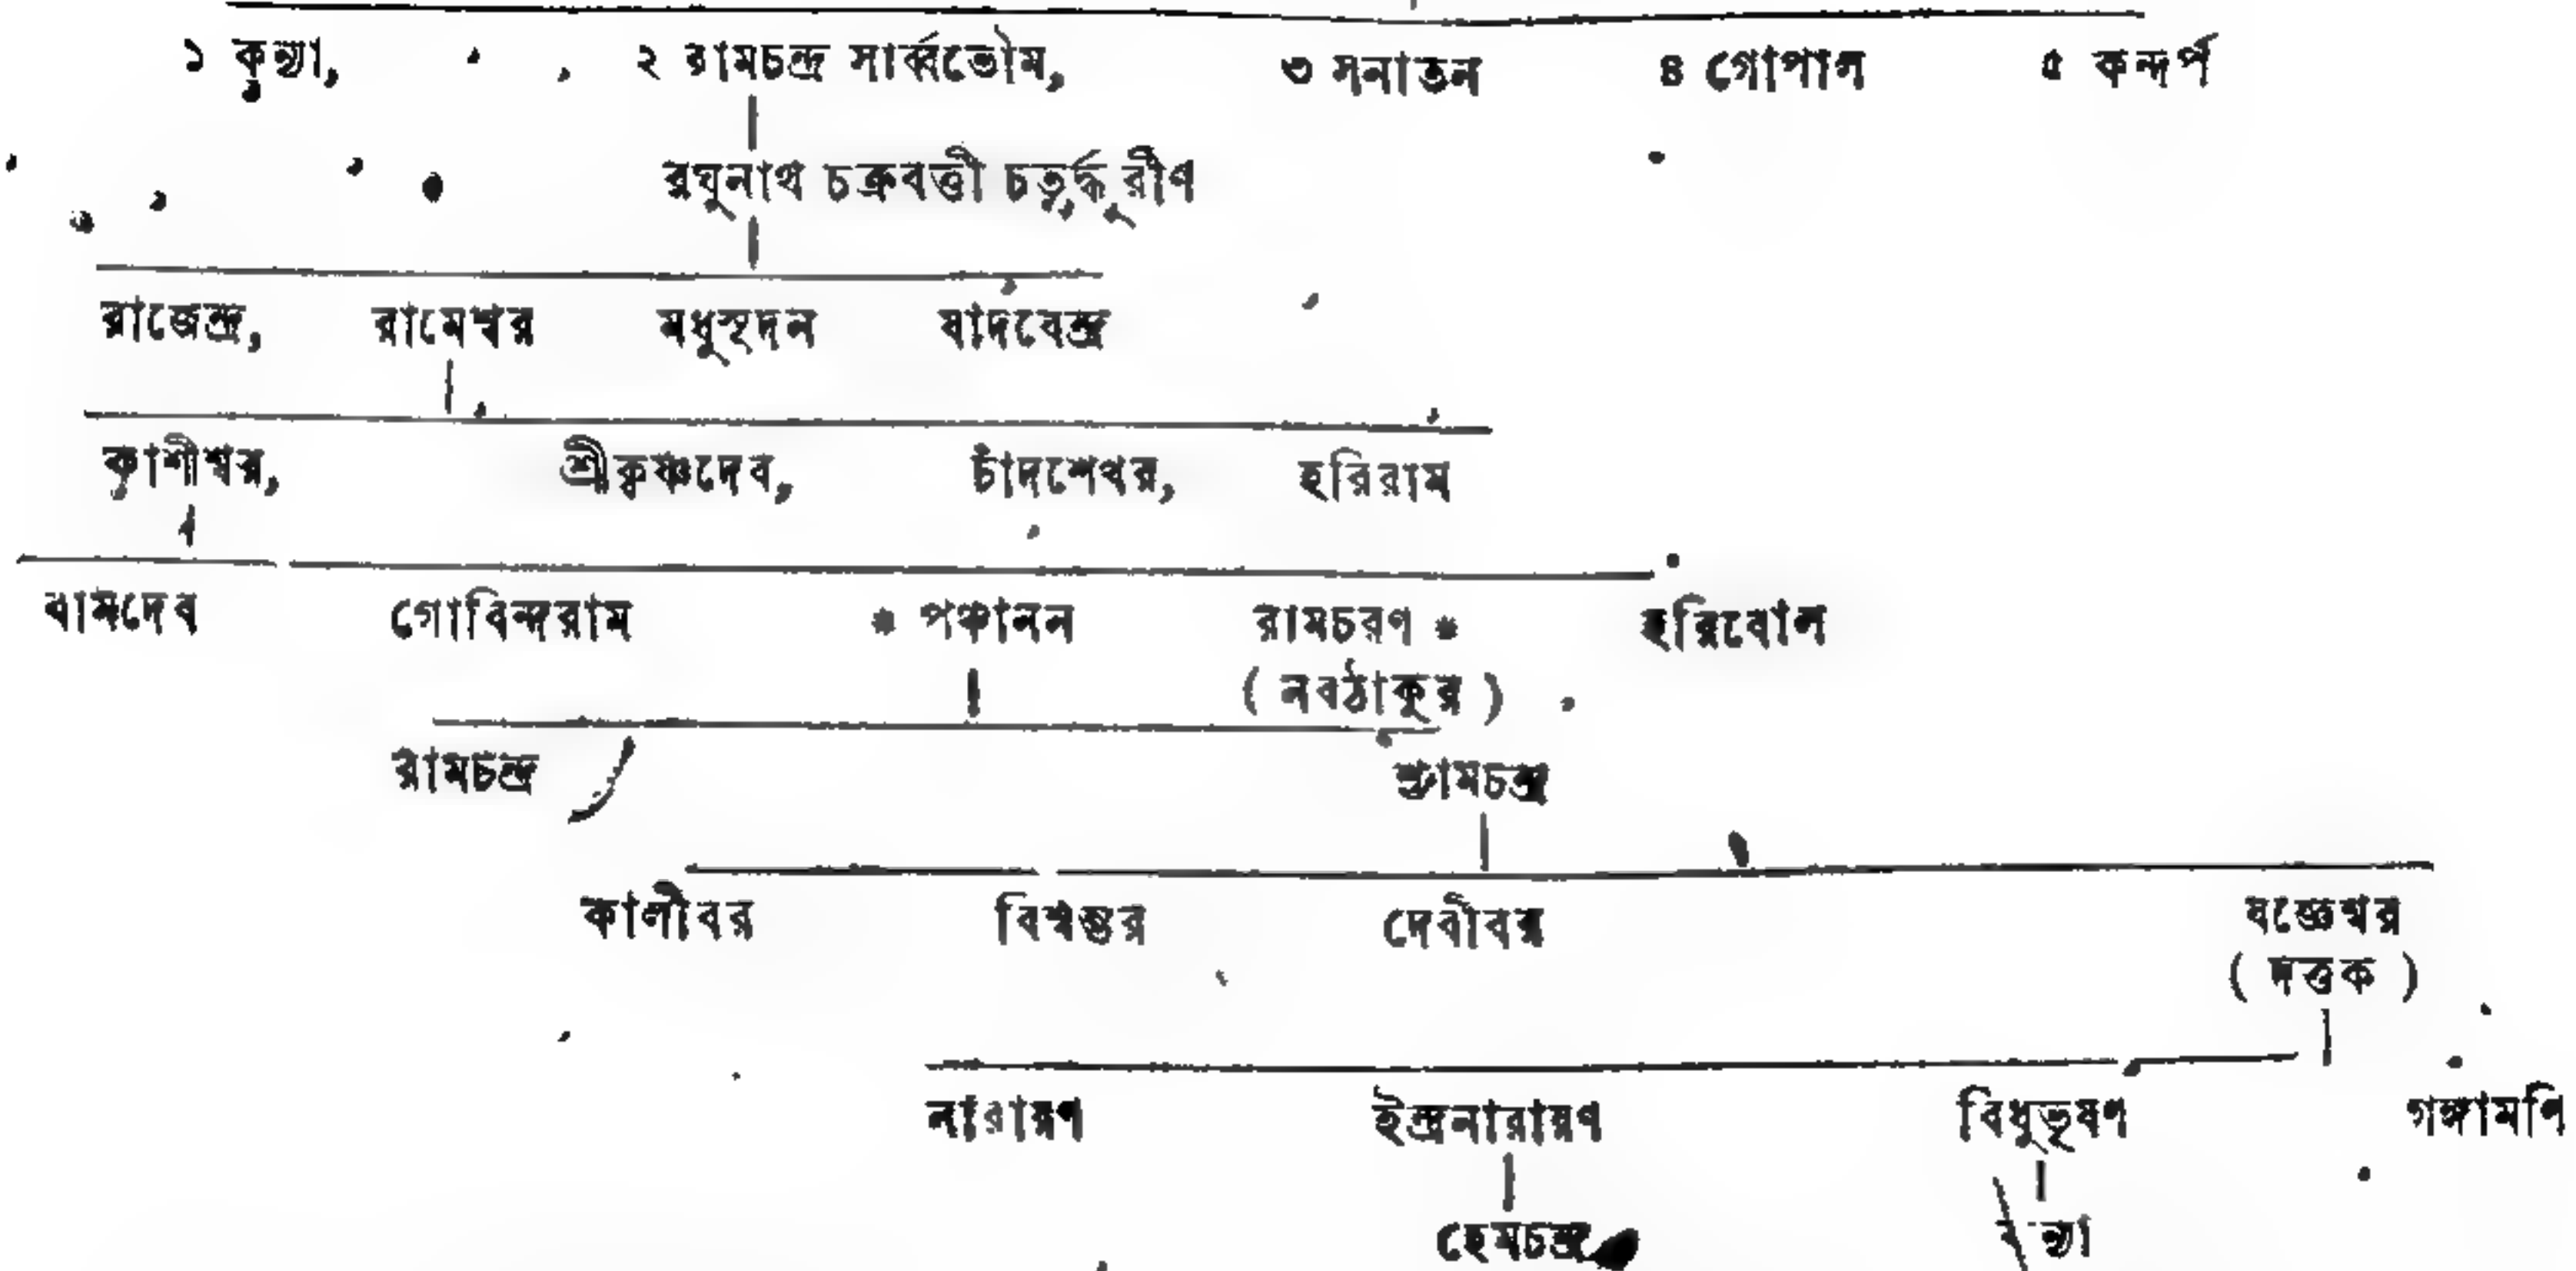 ১ কন্যা, ২ রামচন্দ্র সার্ব্বভৌম, ৩ সনাতন ৪ গোপাল ৫ কন্দর্প
রঘুনাথ চক্রবর্ত্তী চতুর্দ্ধুরীণ
রাজেন্দ্র, রামেশ্বর মধুসূদন যাদবেন্দ্র
কাশীশ্বর, শ্রীকৃষ্ণদেব, চাঁদশেখর, হরিরাম
বামদেব গোবিন্দরাম * পঞ্চানন রামচরণ * হরিবোল
( নবঠাকুর )
রামচন্দ্র শ্যামচন্দ্র
কালীবর বিশ্বম্ভর দেবীবর যজ্ঞেশ্বর
( দত্তক )
নারায়ণ ইন্দ্রনারায়ণ বিধুভূষণ গঙ্গামণি
হেমচন্দ্র